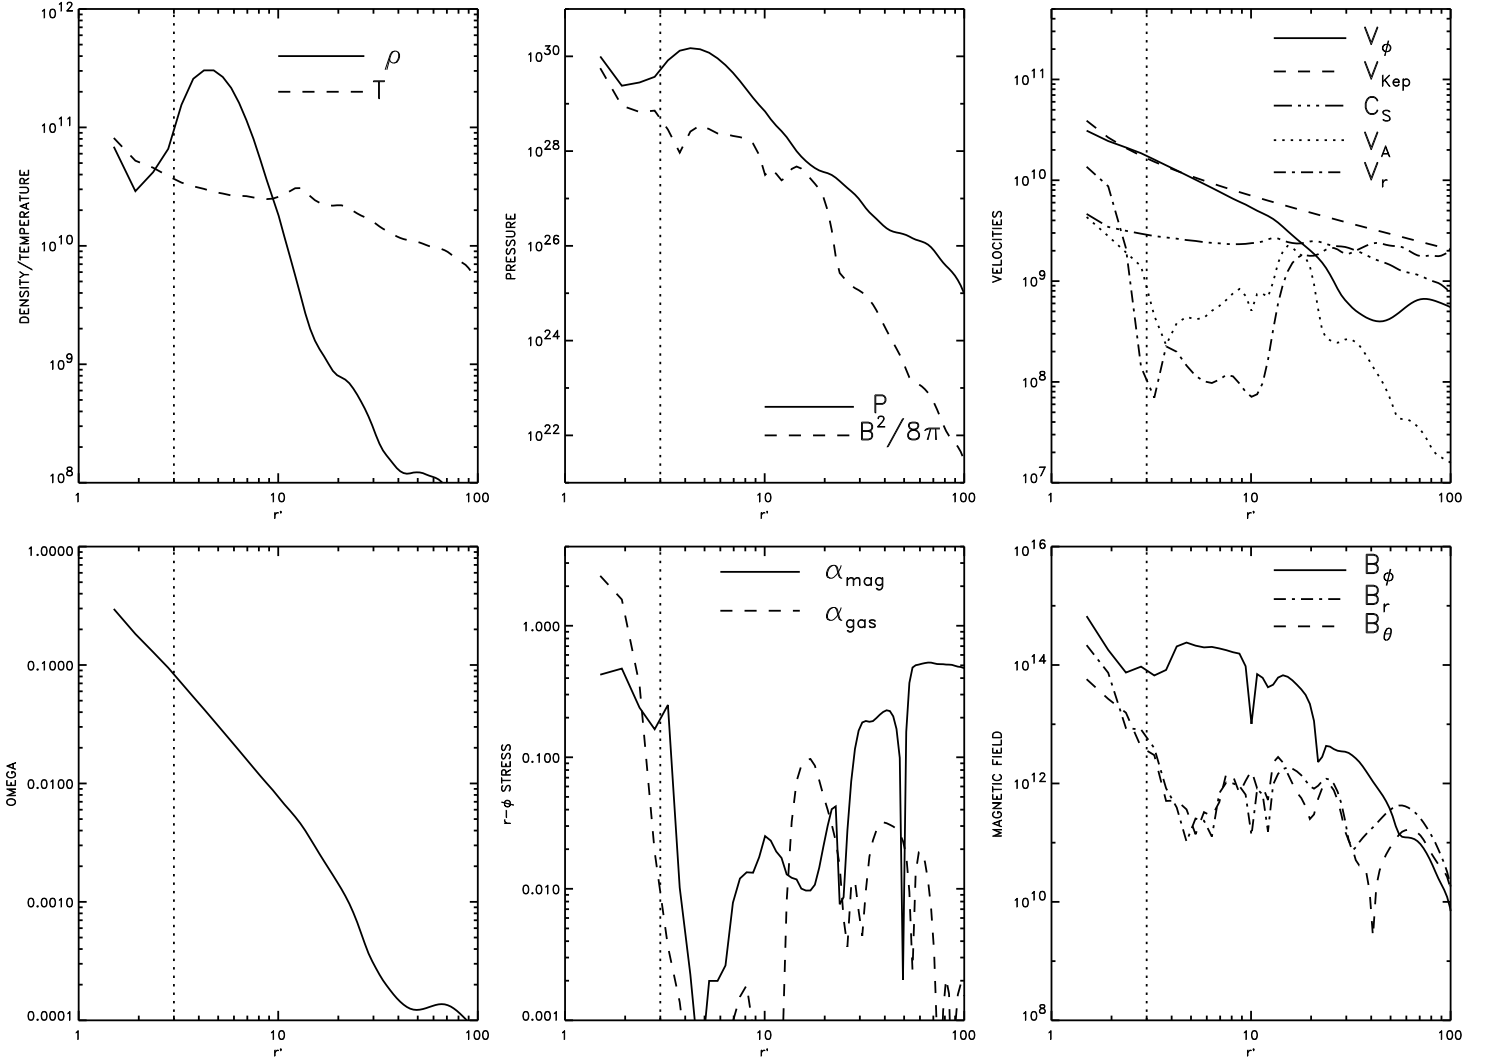 10¹²
10¹¹
10¹⁰
10⁹
10⁸
DENSITY/TEMPERATURE
ρ
T
1
10
100
r'
10³⁰
10²⁸
10²⁶
10²⁴
10²²
PRESSURE
P
B²/8π
1
10
100
r'
10¹¹
10¹⁰
10⁹
10⁸
10⁷
VELOCITIES
V_ϕ
V_Kep
C_S
V_A
V_r
1
10
100
r'
1.0000
0.1000
0.0100
0.0010
0.0001
OMEGA
1
10
100
r'
1.000
0.100
0.010
0.001
r-ϕ STRESS
α_mag
α_gas
1
10
100
r'
10¹⁶
10¹⁴
10¹²
10¹⁰
10⁸
MAGNETIC FIELD
B_ϕ
B_r
B_θ
1
10
100
r'